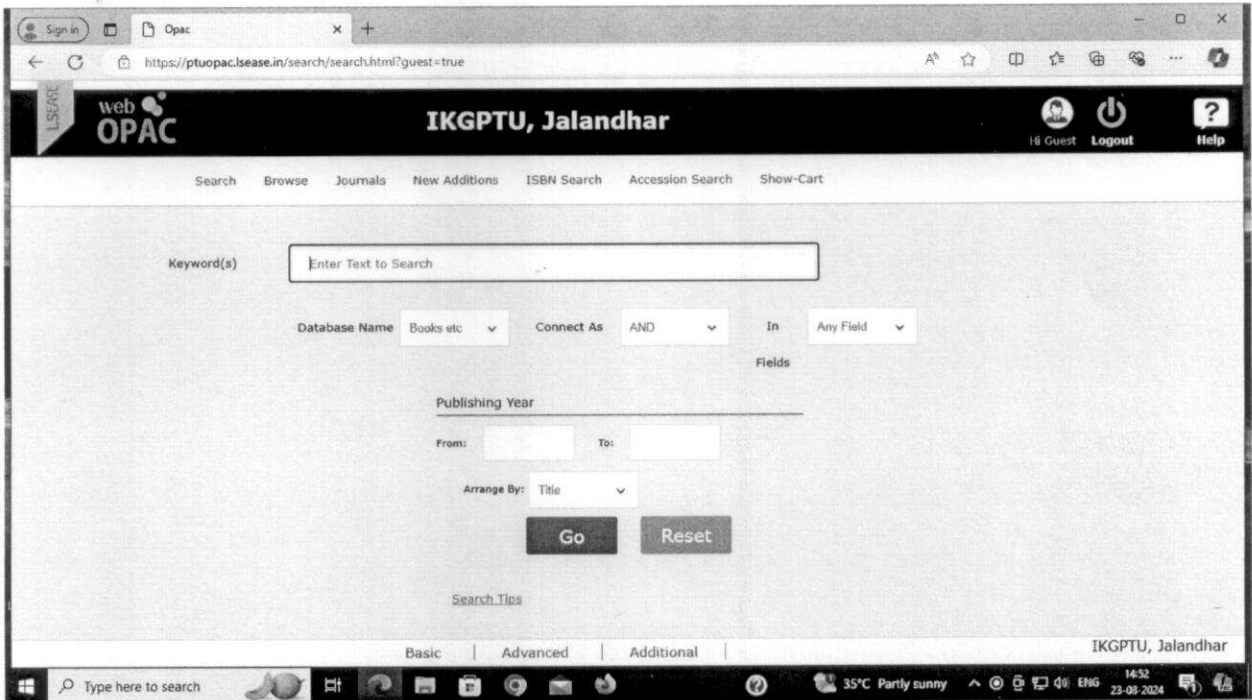 Sign in
Opac
https://ptuopac.lsease.in/search/search.html?guest=true
LSEASE
web
OPAC
IKGPTU, Jalandhar
Hi Guest
Logout
?
Help
Search Browse Journals New Additions ISBN Search Accession Search Show-Cart
Keyword(s) Enter Text to Search
Database Name Books etc Connect As AND In Any Field
Fields
Publishing Year
From: To:
Arrange By: Title
Go Reset
Search Tips
IKGPTU, Jalandhar
Basic | Advanced | Additional |
Type here to search 35°C Partly sunny ENG 14:52
23-08-2024